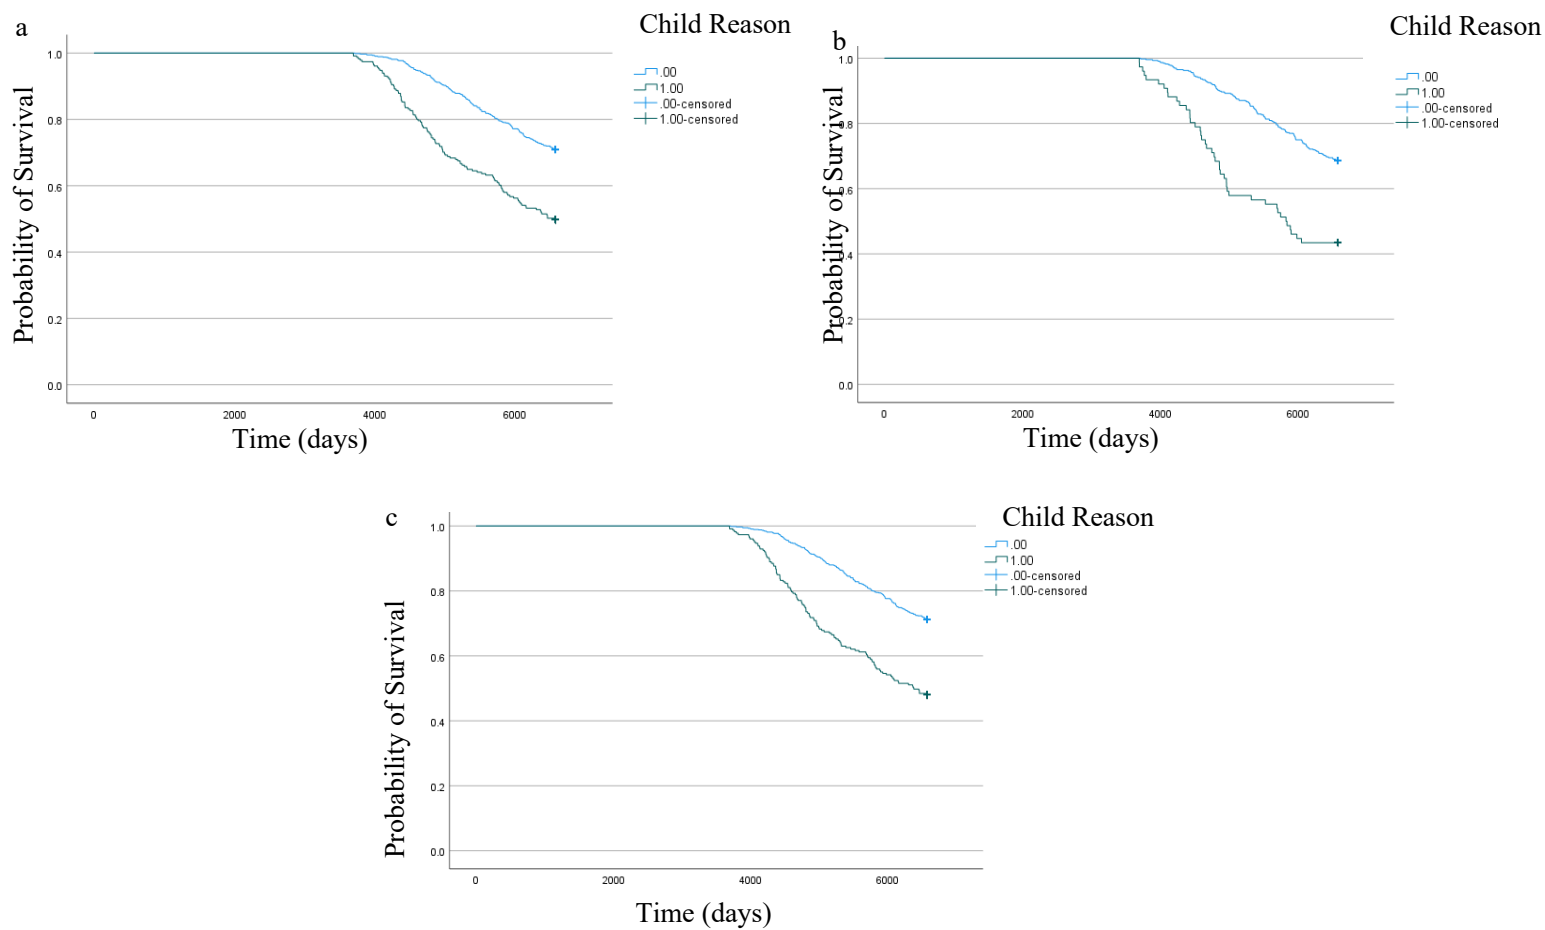 a
Child Reason
.00
1.00
.00-censored
1.00-censored
1.0
0.8
0.6
0.4
0.2
0.0
Probability of Survival
0 2000 4000 6000
Time (days)
b
Child Reason
.00
1.00
.00-censored
1.00-censored
1.0
0.8
0.6
0.4
0.2
0.0
Probability of Survival
0 2000 4000 6000
Time (days)
c
Child Reason
.00
1.00
.00-censored
1.00-censored
1.0
0.8
0.6
0.4
0.2
0.0
Probability of Survival
0 2000 4000 6000
Time (days)